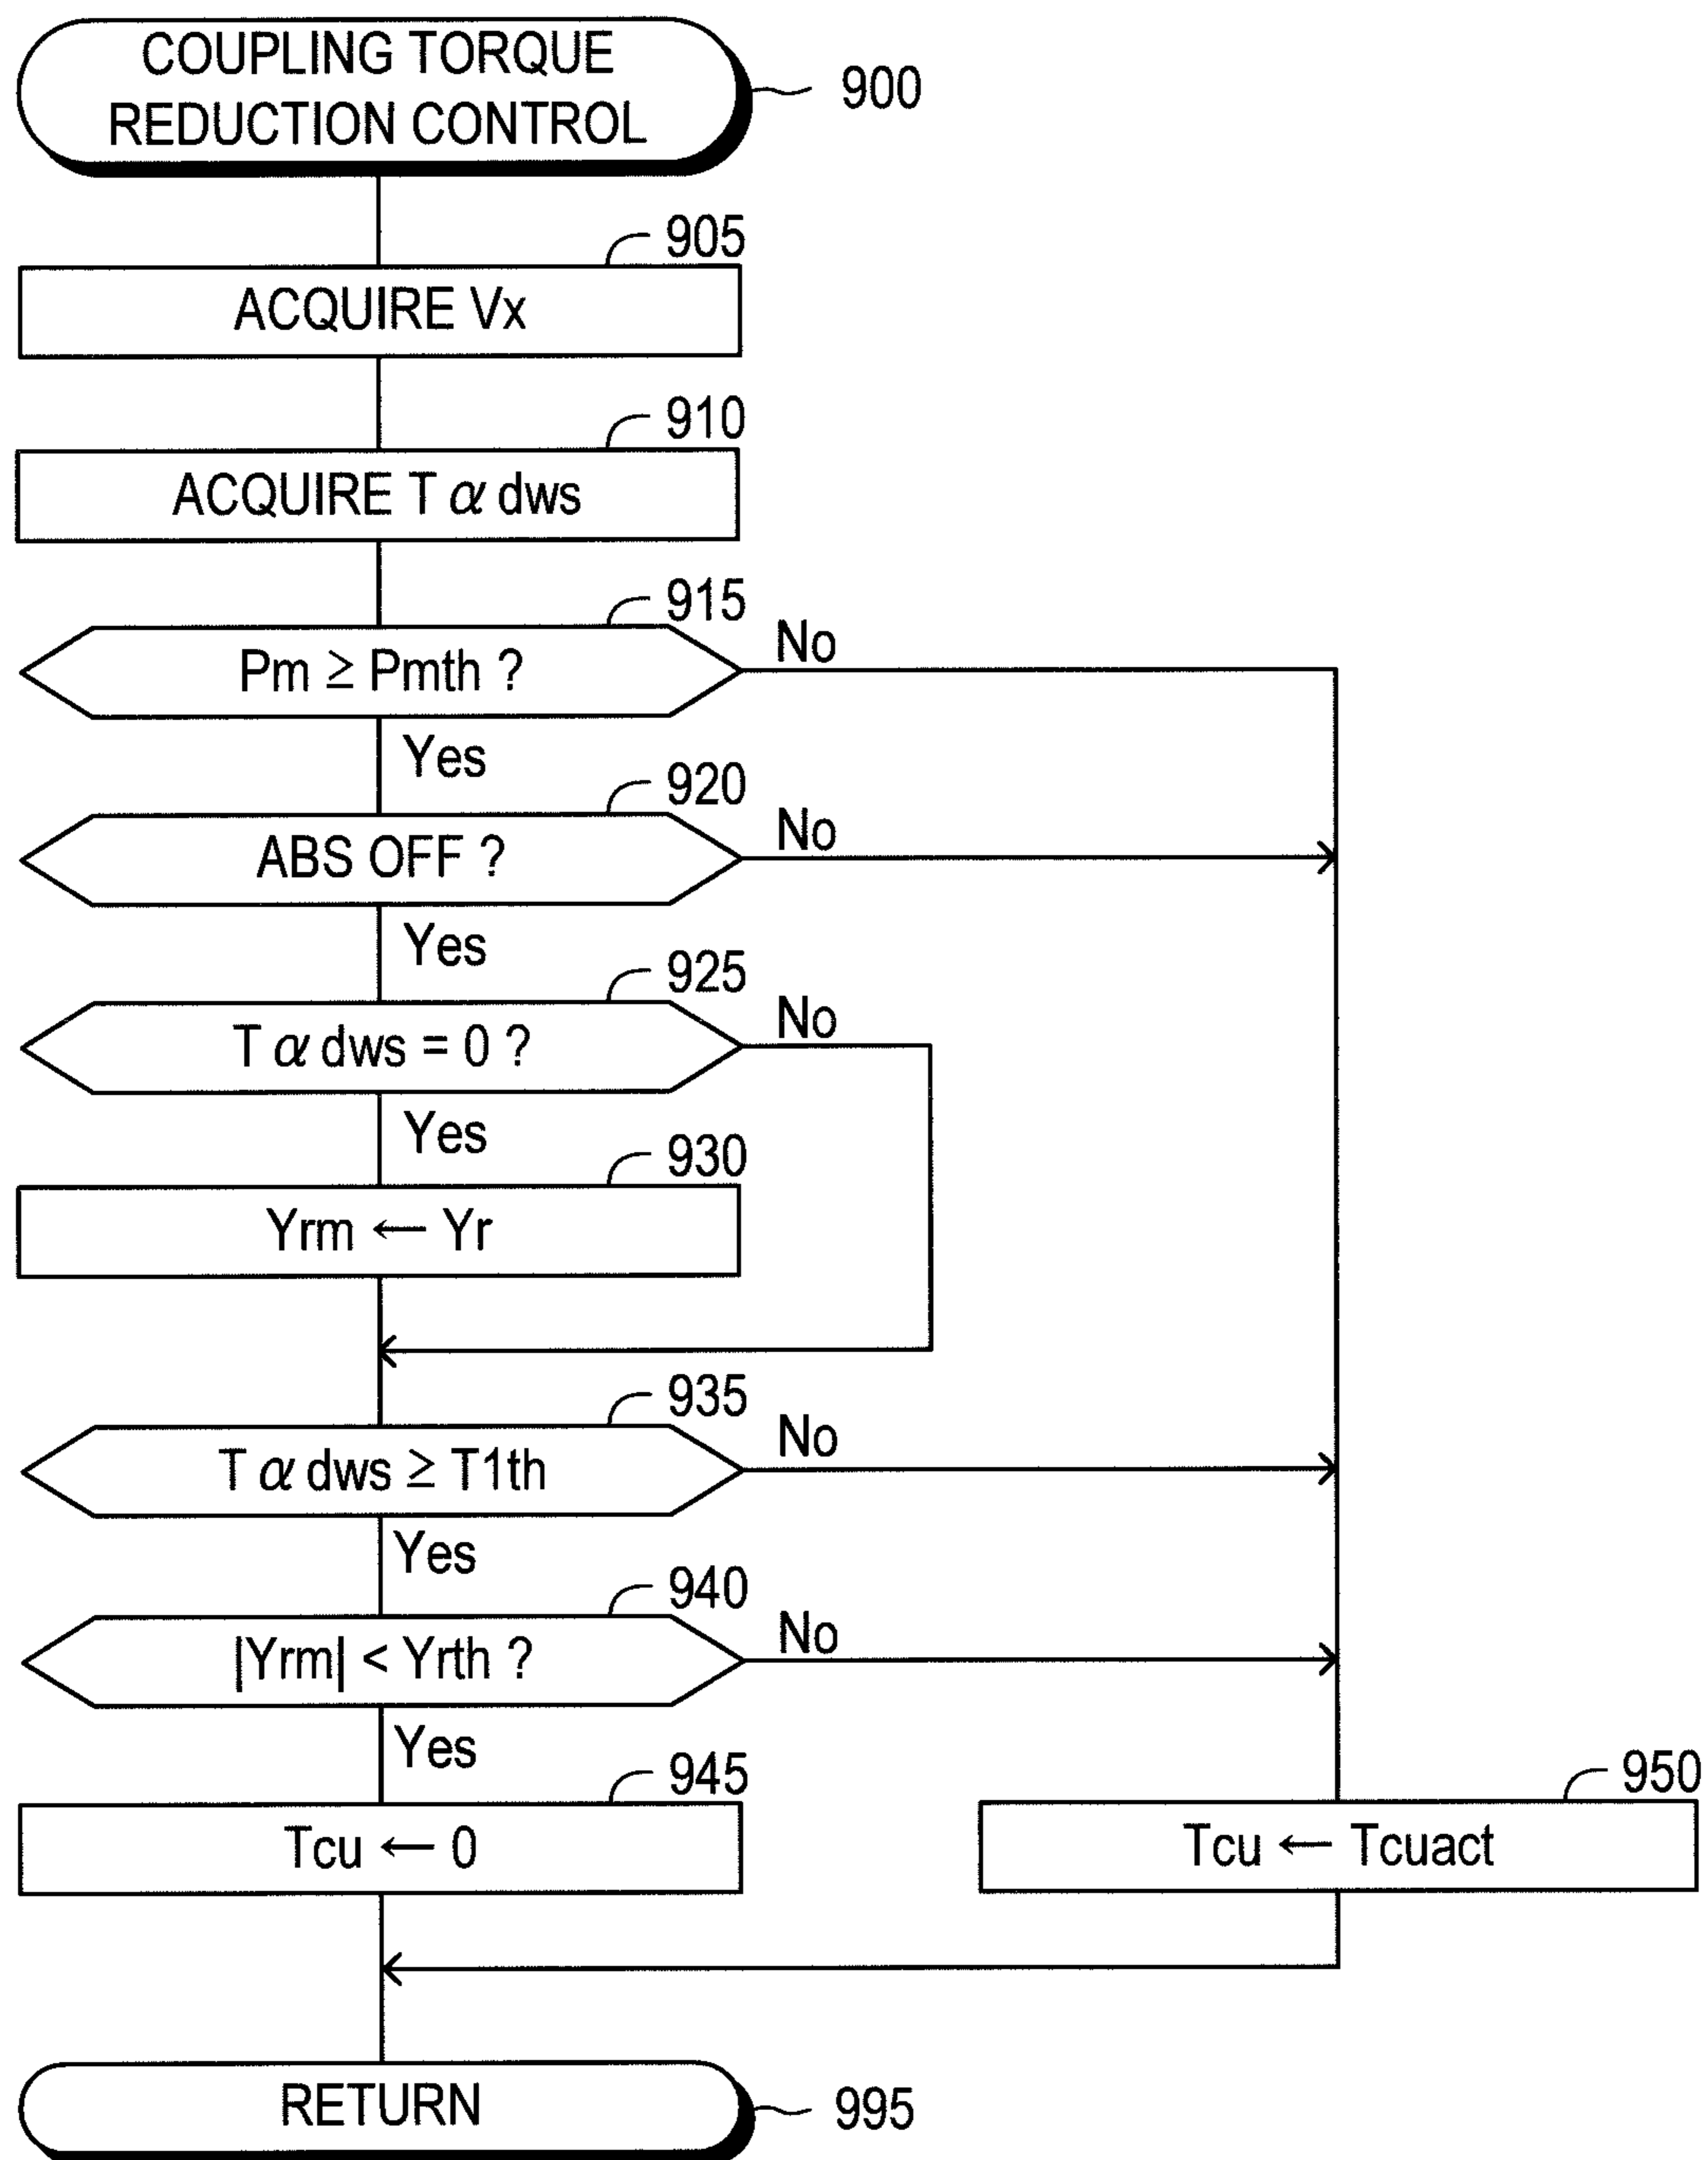 COUPLING TORQUE
REDUCTION CONTROL
900
905
ACQUIRE Vx
910
ACQUIRE T α dws
915
Pm ≥ Pmth ?
No
Yes
920
ABS OFF ?
No
Yes
925
T α dws = 0 ?
No
Yes
930
Yrm ← Yr
935
T α dws ≥ T1th
No
Yes
940
|Yrm| < Yrth ?
No
Yes
945
Tcu ← 0
950
Tcu ← Tcuact
RETURN
995